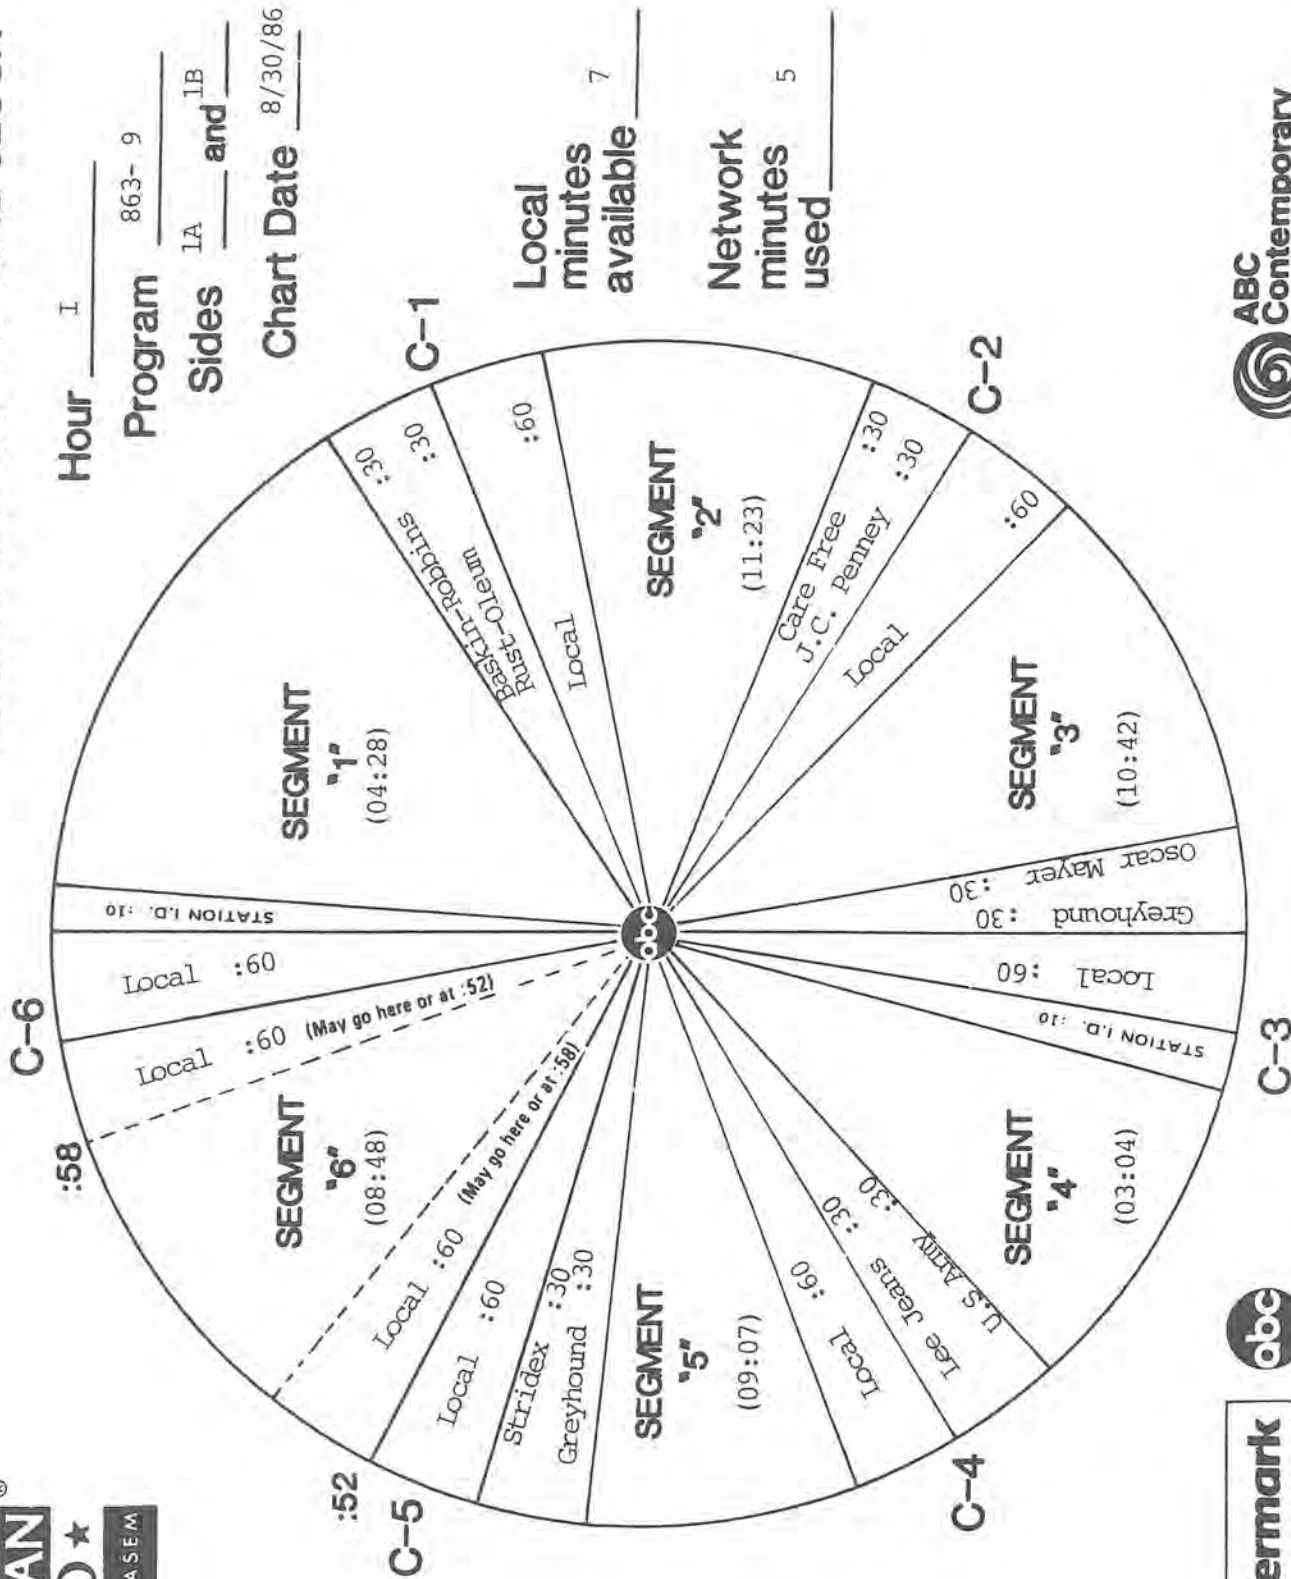 Hour I
Program 863- 9
Sides 1A and 1B
Chart Date 8/30/86
Local
minutes
available 7
Network
minutes
used 5
SEGMENT
"1"
(04:28)
Baskin-Robbins :30
Rust-Oleum :30
C-1
Local :60
SEGMENT
"2"
(11:23)
Care Free :30
J.C. Penney :30
C-2
Local :60
SEGMENT
"3"
(10:42)
Oscar Mayer :30
Greyhound :30
C-3
Local :60
STATION I.D. :10
SEGMENT
"4"
(03:04)
U.S Army :30
Lee Jeans :30
C-4
Local :60
SEGMENT
"5"
(09:07)
Greyhound :30
Stridex :30
C-5
Local :60
:52
Local :60 (May go here or at :58)
SEGMENT
"6"
(08:48)
:58
Local :60 (May go here or at :52)
C-6
Local :60
STATION I.D. :10
abc
abc
ABC
Contemporary